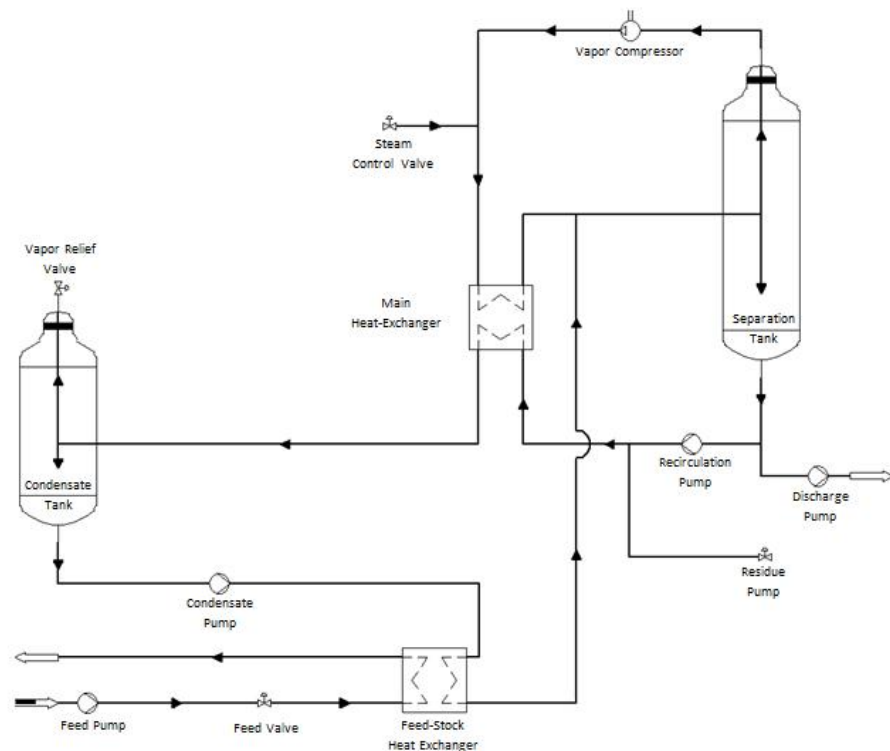 Vapor Compressor
Steam
Control Valve
Vapor Relief
Valve
Main
Heat-Exchanger
Separation
Tank
Condensate
Tank
Recirculation
Pump
Discharge
Pump
Residue
Pump
Condensate
Pump
Feed Pump
Feed Valve
Feed-Stock
Heat Exchanger